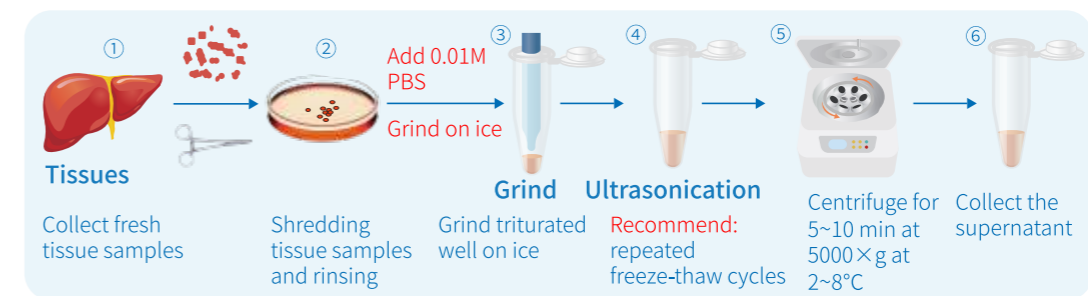 ①
Tissues
Collect fresh
tissue samples
②
Shredding
tissue samples
and rinsing
Add 0.01M
PBS
Grind on ice
③
Grind
Grind triturated
well on ice
④
Ultrasonication
Recommend:
repeated
freeze-thaw cycles
⑤
Centrifuge for
5~10 min at
5000×g at
2~8°C
⑥
Collect the
supernatant